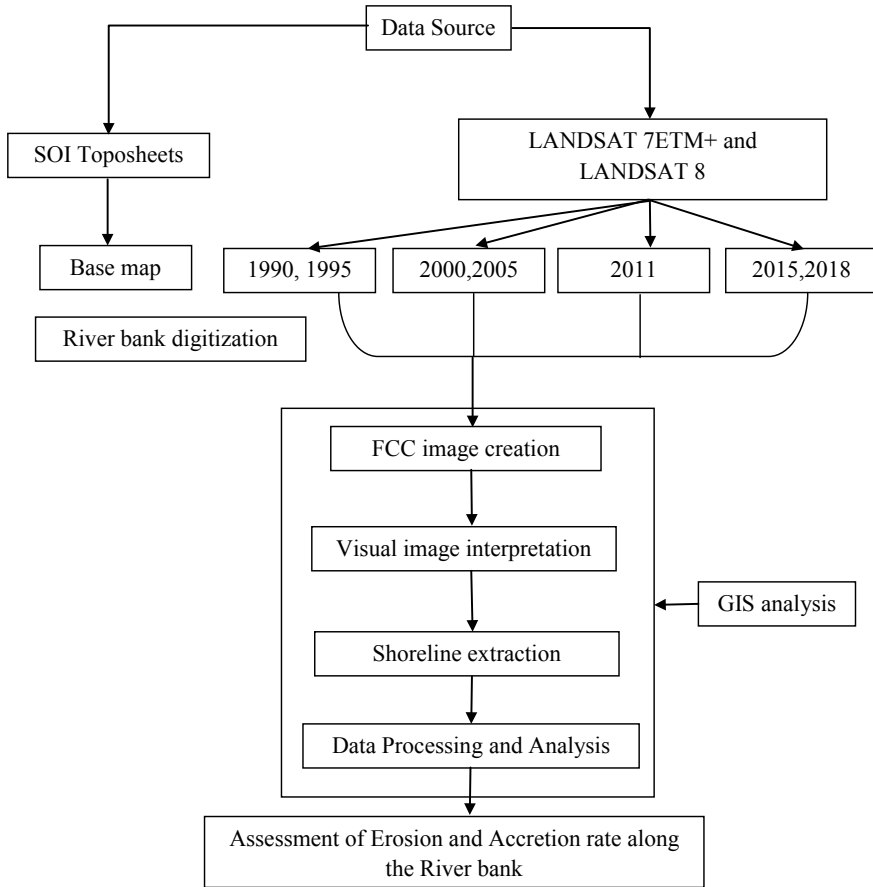 Data Source
SOI Toposheets
LANDSAT 7ETM+ and
LANDSAT 8
Base map
1990, 1995
2000,2005
2011
2015,2018
River bank digitization
FCC image creation
Visual image interpretation
GIS analysis
Shoreline extraction
Data Processing and Analysis
Assessment of Erosion and Accretion rate along
the River bank